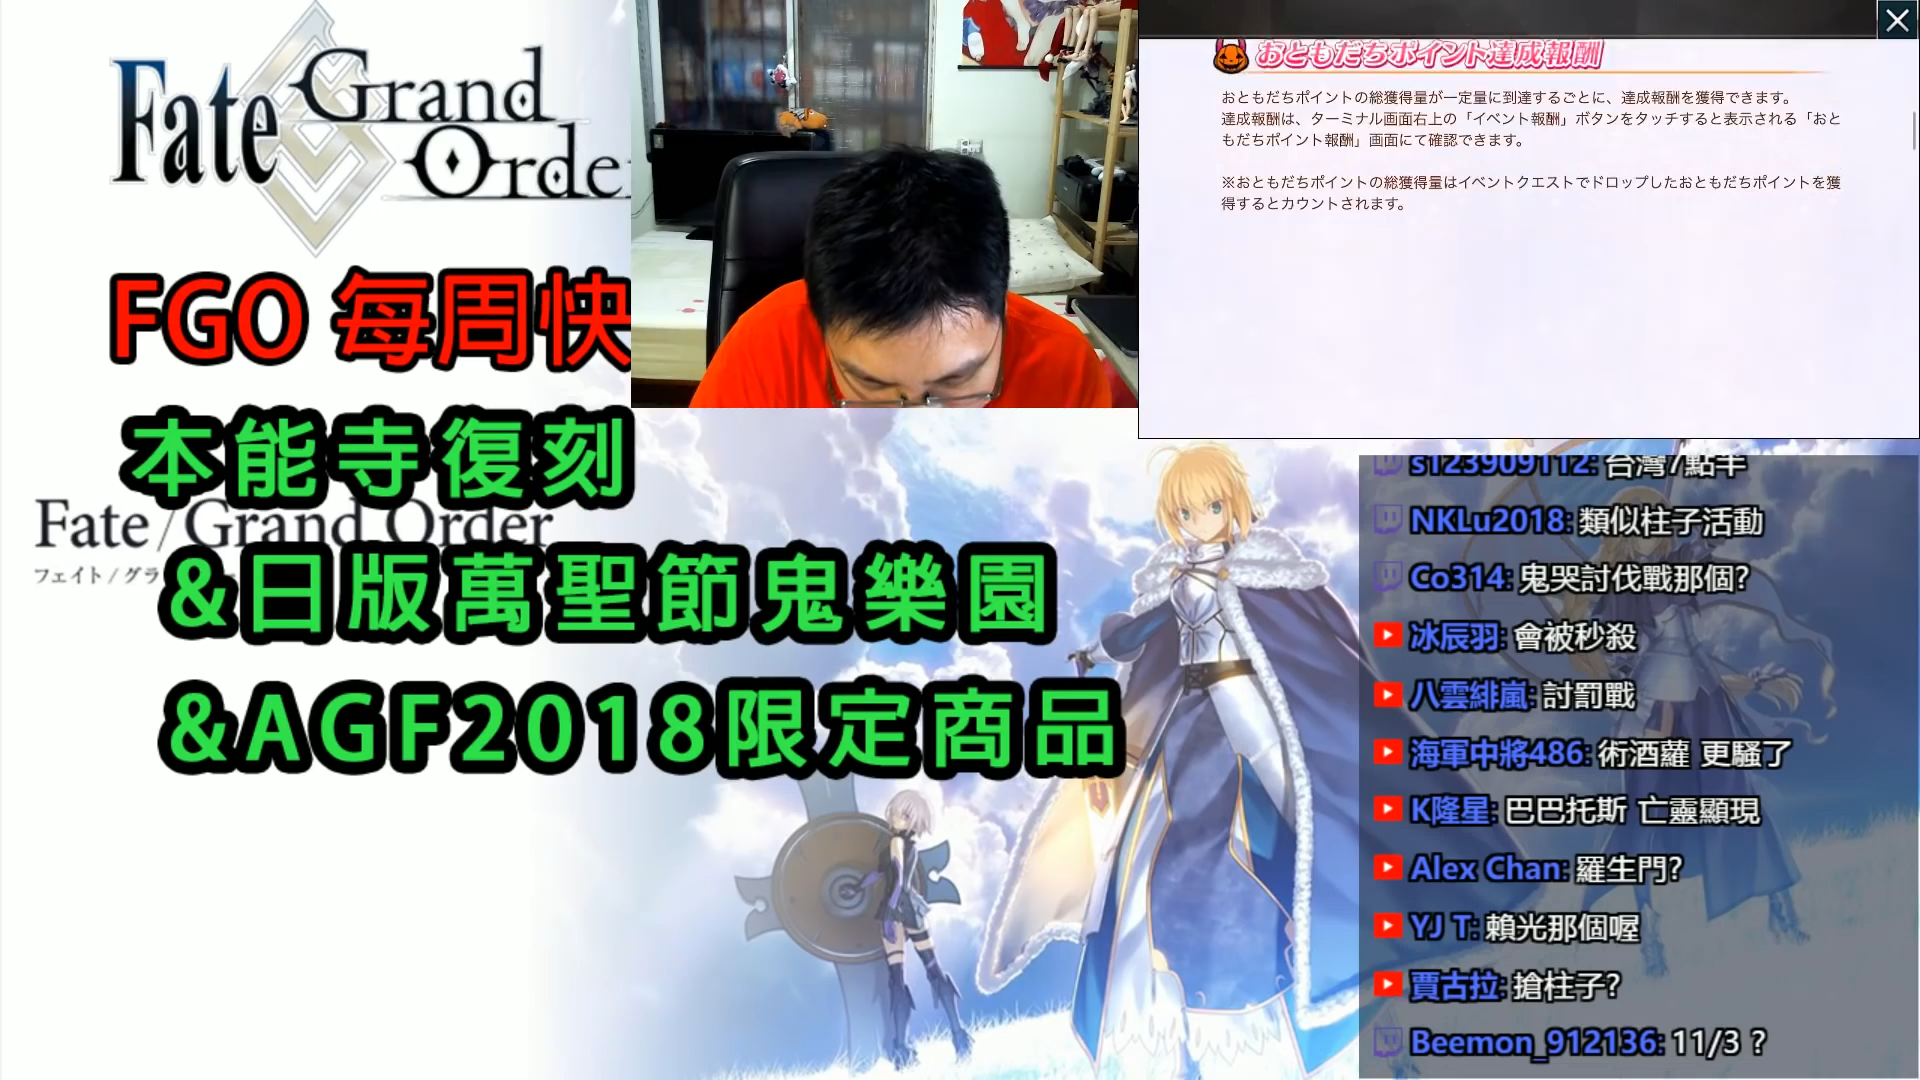 Fate
Grand
Order
FGO 每周快
本能寺復刻
Fate/Grand Order
フェイト/グラ
&日版萬聖節鬼樂園
&AGF2018限定商品
おともだちポイント達成報酬
おともだちポイントの総獲得量が一定量に到達するごとに、達成報酬を獲得できます。
達成報酬は、ターミナル画面右上の「イベント報酬」ボタンをタッチすると表示される「おと
もだちポイント報酬」画面にて確認できます。
※おともだちポイントの総獲得量はイベントクエストでドロップしたおともだちポイントを獲
得するとカウントされます。
s123909112: 台灣7點半
NKLu2018: 類似柱子活動
Co314: 鬼哭討伐戰那個?
冰辰羽: 會被秒殺
八雲緋嵐: 討罰戰
海軍中將486: 術酒蘿 更騷了
K隆星: 巴巴托斯 亡靈顯現
Alex Chan: 羅生門?
YJ T: 賴光那個喔
賈古拉: 搶柱子?
Beemon_912136: 11/3 ?